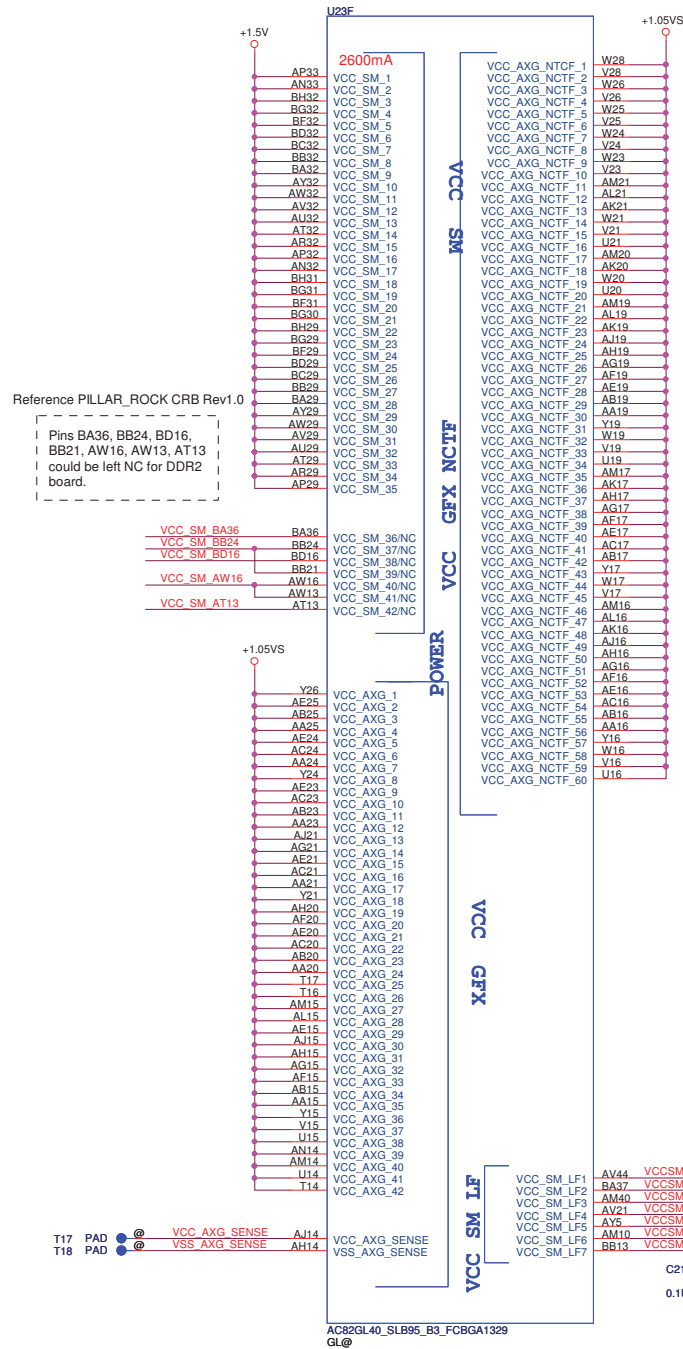 U23F
+1.5V
2600mA
AP33 VCC_SM_1
AN33 VCC_SM_2
BH32 VCC_SM_3
BG32 VCC_SM_4
BF32 VCC_SM_5
BD32 VCC_SM_6
BC32 VCC_SM_7
BB32 VCC_SM_8
BA32 VCC_SM_9
AY32 VCC_SM_10
AW32 VCC_SM_11
AV32 VCC_SM_12
AU32 VCC_SM_13
AT32 VCC_SM_14
AR32 VCC_SM_15
AP32 VCC_SM_16
AN32 VCC_SM_17
BH31 VCC_SM_18
BG31 VCC_SM_19
BF31 VCC_SM_20
BG30 VCC_SM_21
BH29 VCC_SM_22
BG29 VCC_SM_23
BF29 VCC_SM_24
BD29 VCC_SM_25
BC29 VCC_SM_26
BB29 VCC_SM_27
BA29 VCC_SM_28
AY29 VCC_SM_29
AW29 VCC_SM_30
AV29 VCC_SM_31
AU29 VCC_SM_32
AT29 VCC_SM_33
AR29 VCC_SM_34
AP29 VCC_SM_35
Reference PILLAR_ROCK CRB Rev1.0
Pins BA36, BB24, BD16,
BB21, AW16, AW13, AT13
could be left NC for DDR2
board.
VCC_SM_BA36 BA36 VCC_SM_36/NC
VCC_SM_BB24 BB24 VCC_SM_37/NC
VCC_SM_BD16 BD16 VCC_SM_38/NC
BB21 VCC_SM_39/NC
VCC_SM_AW16 AW16 VCC_SM_40/NC
AW13 VCC_SM_41/NC
VCC_SM_AT13 AT13 VCC_SM_42/NC
+1.05VS
Y26 VCC_AXG_1
AE25 VCC_AXG_2
AB25 VCC_AXG_3
AA25 VCC_AXG_4
AE24 VCC_AXG_5
AC24 VCC_AXG_6
AA24 VCC_AXG_7
Y24 VCC_AXG_8
AE23 VCC_AXG_9
AC23 VCC_AXG_10
AB23 VCC_AXG_11
AA23 VCC_AXG_12
AJ21 VCC_AXG_13
AG21 VCC_AXG_14
AE21 VCC_AXG_15
AC21 VCC_AXG_16
AA21 VCC_AXG_17
Y21 VCC_AXG_18
AH20 VCC_AXG_19
AF20 VCC_AXG_20
AE20 VCC_AXG_21
AC20 VCC_AXG_22
AB20 VCC_AXG_23
AA20 VCC_AXG_24
T17 VCC_AXG_25
T16 VCC_AXG_26
AM15 VCC_AXG_27
AL15 VCC_AXG_28
AE15 VCC_AXG_29
AJ15 VCC_AXG_30
AH15 VCC_AXG_31
AG15 VCC_AXG_32
AF15 VCC_AXG_33
AB15 VCC_AXG_34
AA15 VCC_AXG_35
Y15 VCC_AXG_36
V15 VCC_AXG_37
U15 VCC_AXG_38
AN14 VCC_AXG_39
AM14 VCC_AXG_40
U14 VCC_AXG_41
T14 VCC_AXG_42
T17 PAD @ VCC_AXG_SENSE AJ14 VCC_AXG_SENSE
T18 PAD @ VSS_AXG_SENSE AH14 VSS_AXG_SENSE
VCC SM
VCC GFX NCTF
POWER
VCC GFX
VCC SM LF
+1.05VS
VCC_AXG_NTCF_1 W28
VCC_AXG_NCTF_2 V28
VCC_AXG_NCTF_3 W26
VCC_AXG_NCTF_4 V26
VCC_AXG_NCTF_5 W25
VCC_AXG_NCTF_6 V25
VCC_AXG_NCTF_7 W24
VCC_AXG_NCTF_8 V24
VCC_AXG_NCTF_9 W23
VCC_AXG_NCTF_10 V23
VCC_AXG_NCTF_11 AM21
VCC_AXG_NCTF_12 AL21
VCC_AXG_NCTF_13 AK21
VCC_AXG_NCTF_14 W21
VCC_AXG_NCTF_15 V21
VCC_AXG_NCTF_16 U21
VCC_AXG_NCTF_17 AM20
VCC_AXG_NCTF_18 AK20
VCC_AXG_NCTF_19 W20
VCC_AXG_NCTF_20 U20
VCC_AXG_NCTF_21 AM19
VCC_AXG_NCTF_22 AL19
VCC_AXG_NCTF_23 AK19
VCC_AXG_NCTF_24 AJ19
VCC_AXG_NCTF_25 AH19
VCC_AXG_NCTF_26 AG19
VCC_AXG_NCTF_27 AF19
VCC_AXG_NCTF_28 AE19
VCC_AXG_NCTF_29 AB19
VCC_AXG_NCTF_30 AA19
VCC_AXG_NCTF_31 Y19
VCC_AXG_NCTF_32 W19
VCC_AXG_NCTF_33 V19
VCC_AXG_NCTF_34 U19
VCC_AXG_NCTF_35 AM17
VCC_AXG_NCTF_36 AK17
VCC_AXG_NCTF_37 AH17
VCC_AXG_NCTF_38 AG17
VCC_AXG_NCTF_39 AF17
VCC_AXG_NCTF_40 AE17
VCC_AXG_NCTF_41 AC17
VCC_AXG_NCTF_42 AB17
VCC_AXG_NCTF_43 Y17
VCC_AXG_NCTF_44 W17
VCC_AXG_NCTF_45 V17
VCC_AXG_NCTF_46 AM16
VCC_AXG_NCTF_47 AL16
VCC_AXG_NCTF_48 AK16
VCC_AXG_NCTF_49 AJ16
VCC_AXG_NCTF_50 AH16
VCC_AXG_NCTF_51 AG16
VCC_AXG_NCTF_52 AF16
VCC_AXG_NCTF_53 AE16
VCC_AXG_NCTF_54 AC16
VCC_AXG_NCTF_55 AB16
VCC_AXG_NCTF_56 AA16
VCC_AXG_NCTF_57 Y16
VCC_AXG_NCTF_58 W16
VCC_AXG_NCTF_59 V16
VCC_AXG_NCTF_60 U16
VCC_SM_LF1 AV44 VCCSM
VCC_SM_LF2 BA37 VCCSM
VCC_SM_LF3 AM40 VCCSM
VCC_SM_LF4 AV21 VCCSM
VCC_SM_LF5 AY5 VCCSM
VCC_SM_LF6 AM10 VCCSM
VCC_SM_LF7 BB13 VCCSM
C21
AC82GL40_SLB95_B3_FCBGA1329
GL@